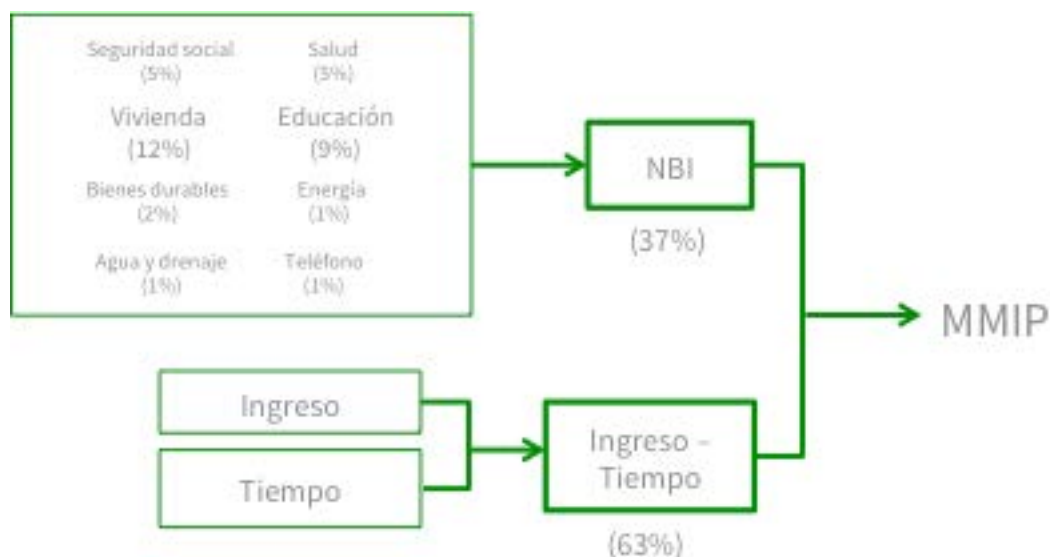 Seguridad social
(5%)
Salud
(5%)
Vivienda
(12%)
Educación
(9%)
Bienes durables
(2%)
Energía
(1%)
Agua y drenaje
(1%)
Teléfono
(1%)
NBI
(37%)
MMIP
Ingreso
Tiempo
Ingreso –
Tiempo
(63%)